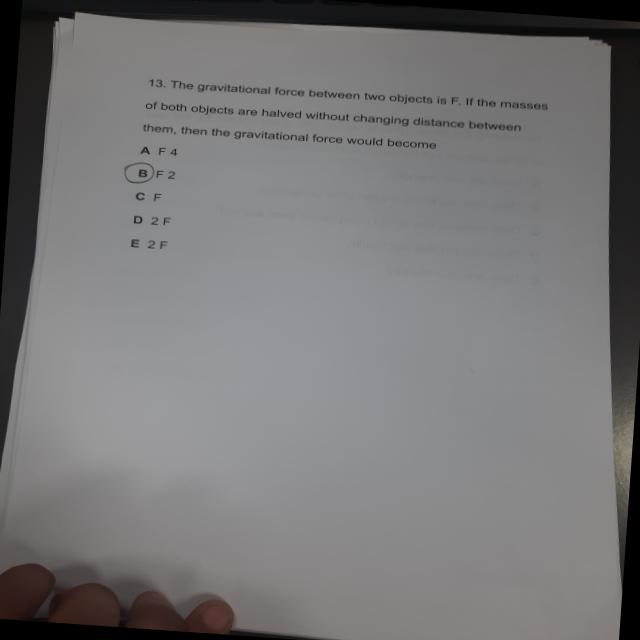 13. The gravitational force between two objects is F. If the masses
of both objects are halved without changing distance between
them, then the gravitational force would become
A F 4
B F 2
C F
D 2 F
E 2 F